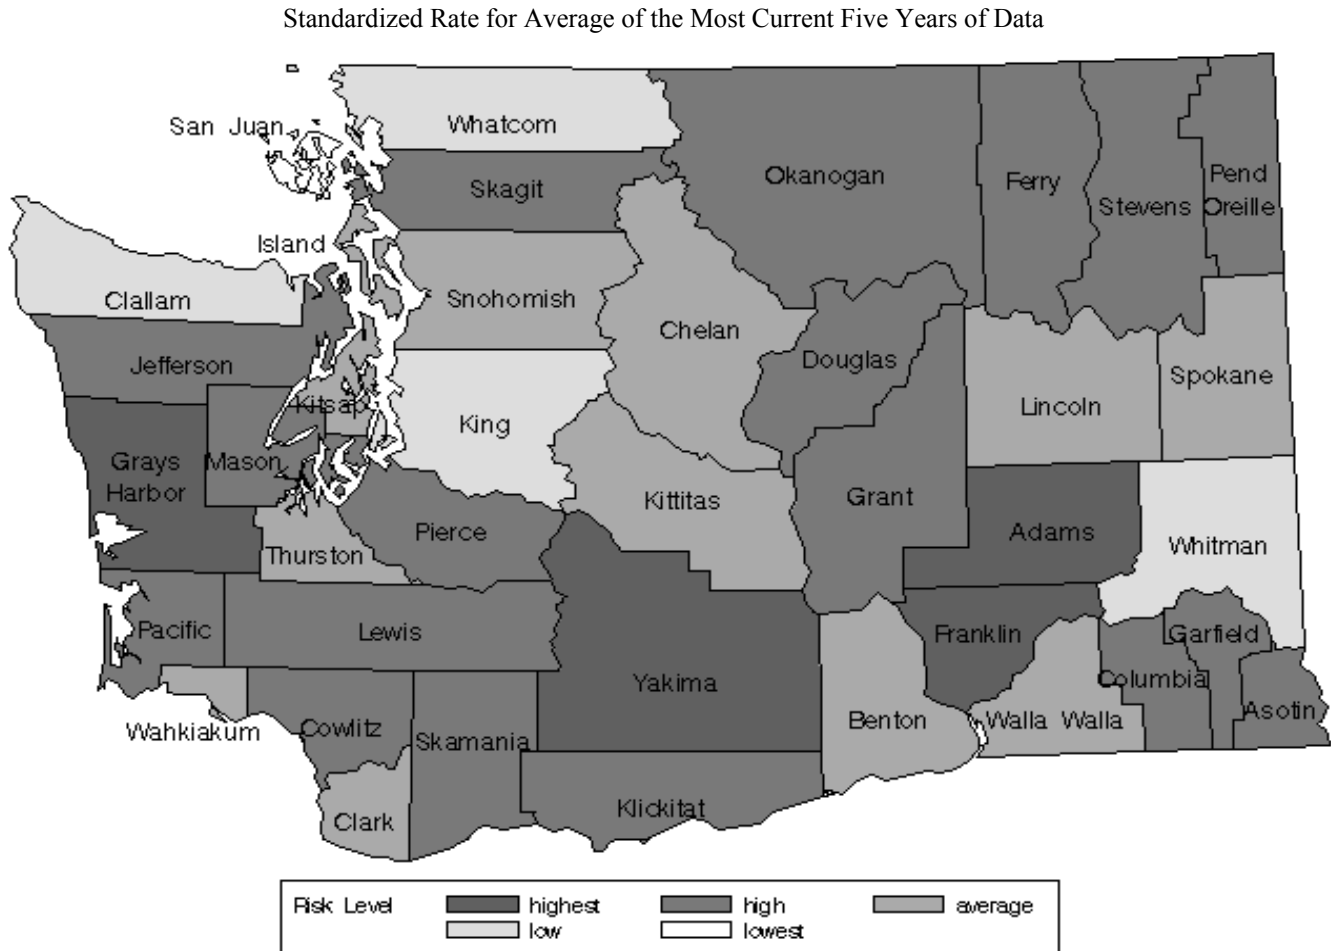 Standardized Rate for Average of the Most Current Five Years of Data
San Juan
Whatcom
Skagit
Okanogan
Ferry
Stevens
Pend
Oreille
Island
Clallam
Snohomish
Chelan
Jefferson
Douglas
Kitsap
King
Lincoln
Spokane
Grays
Harbor
Mason
Kittitas
Grant
Pierce
Adams
Whitman
Thurston
Pacific
Lewis
Franklin
Garfield
Yakima
Columbia
Wahkiakum
Cowlitz
Skamania
Benton
Walla Walla
Asotin
Clark
Klickitat
Risk Level highest high average
low lowest